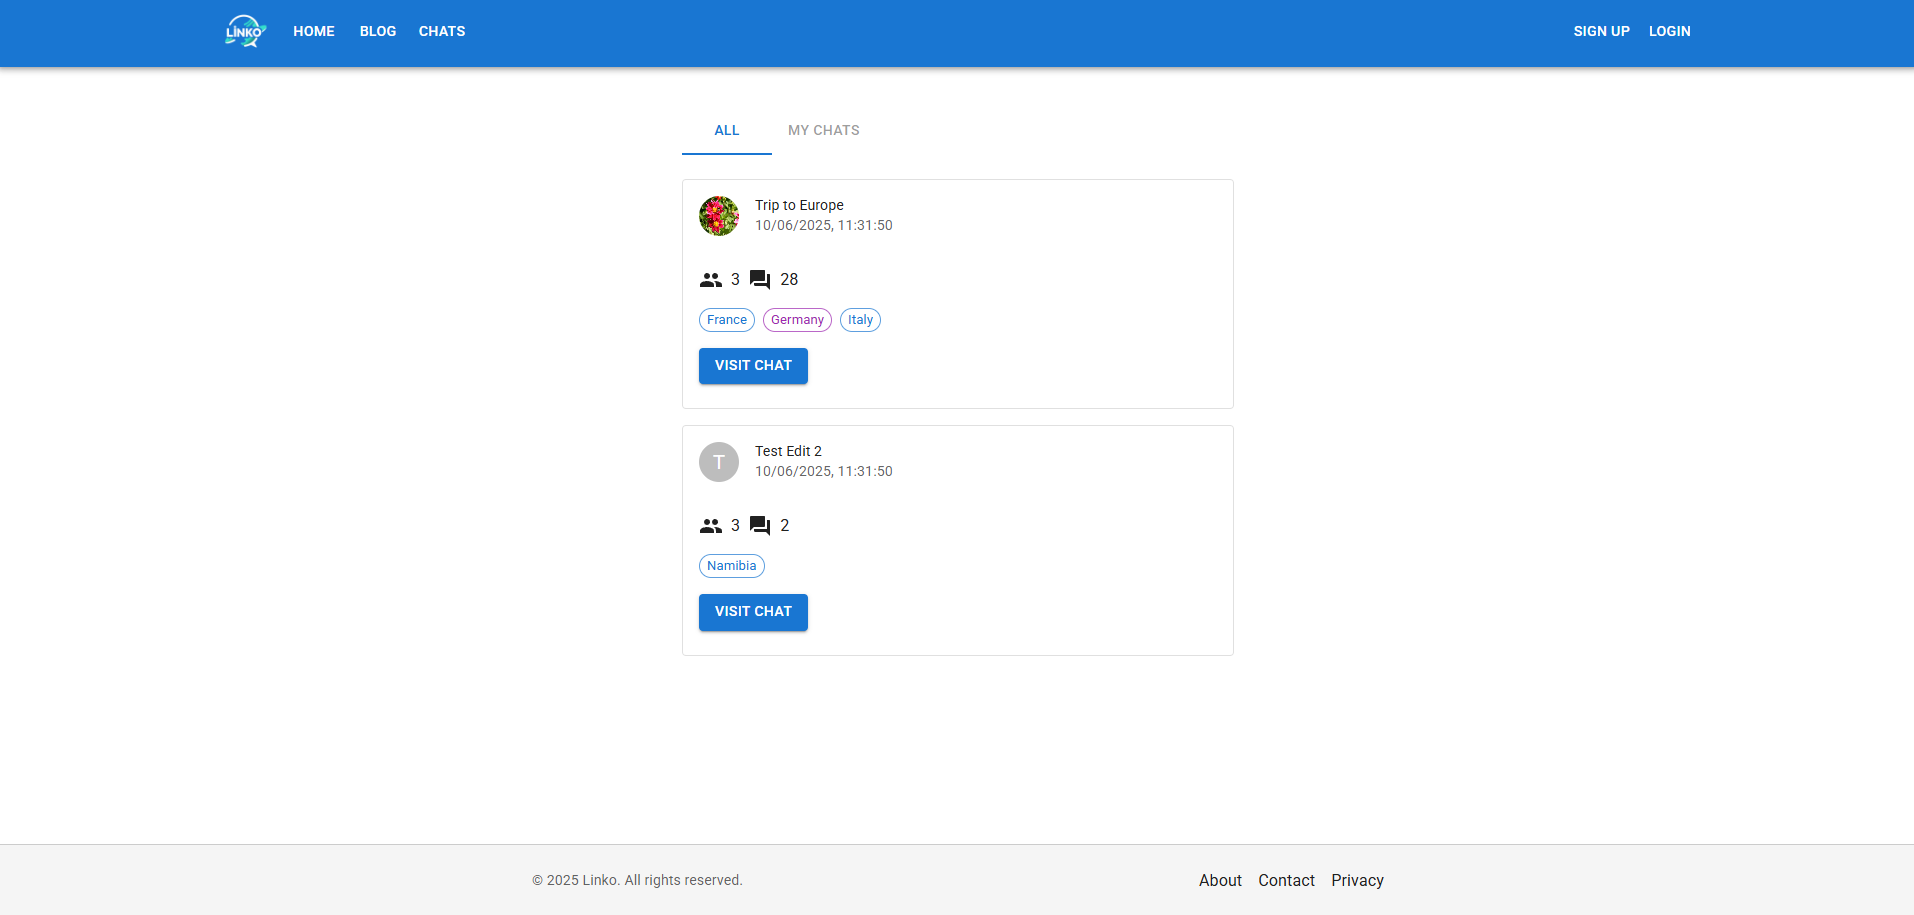 LINKO HOME BLOG CHATS SIGN UP LOGIN
ALL MY CHATS
Trip to Europe
10/06/2025, 11:31:50
3 28
France Germany Italy
VISIT CHAT
T
Test Edit 2
10/06/2025, 11:31:50
3 2
Namibia
VISIT CHAT
© 2025 Linko. All rights reserved. About Contact Privacy